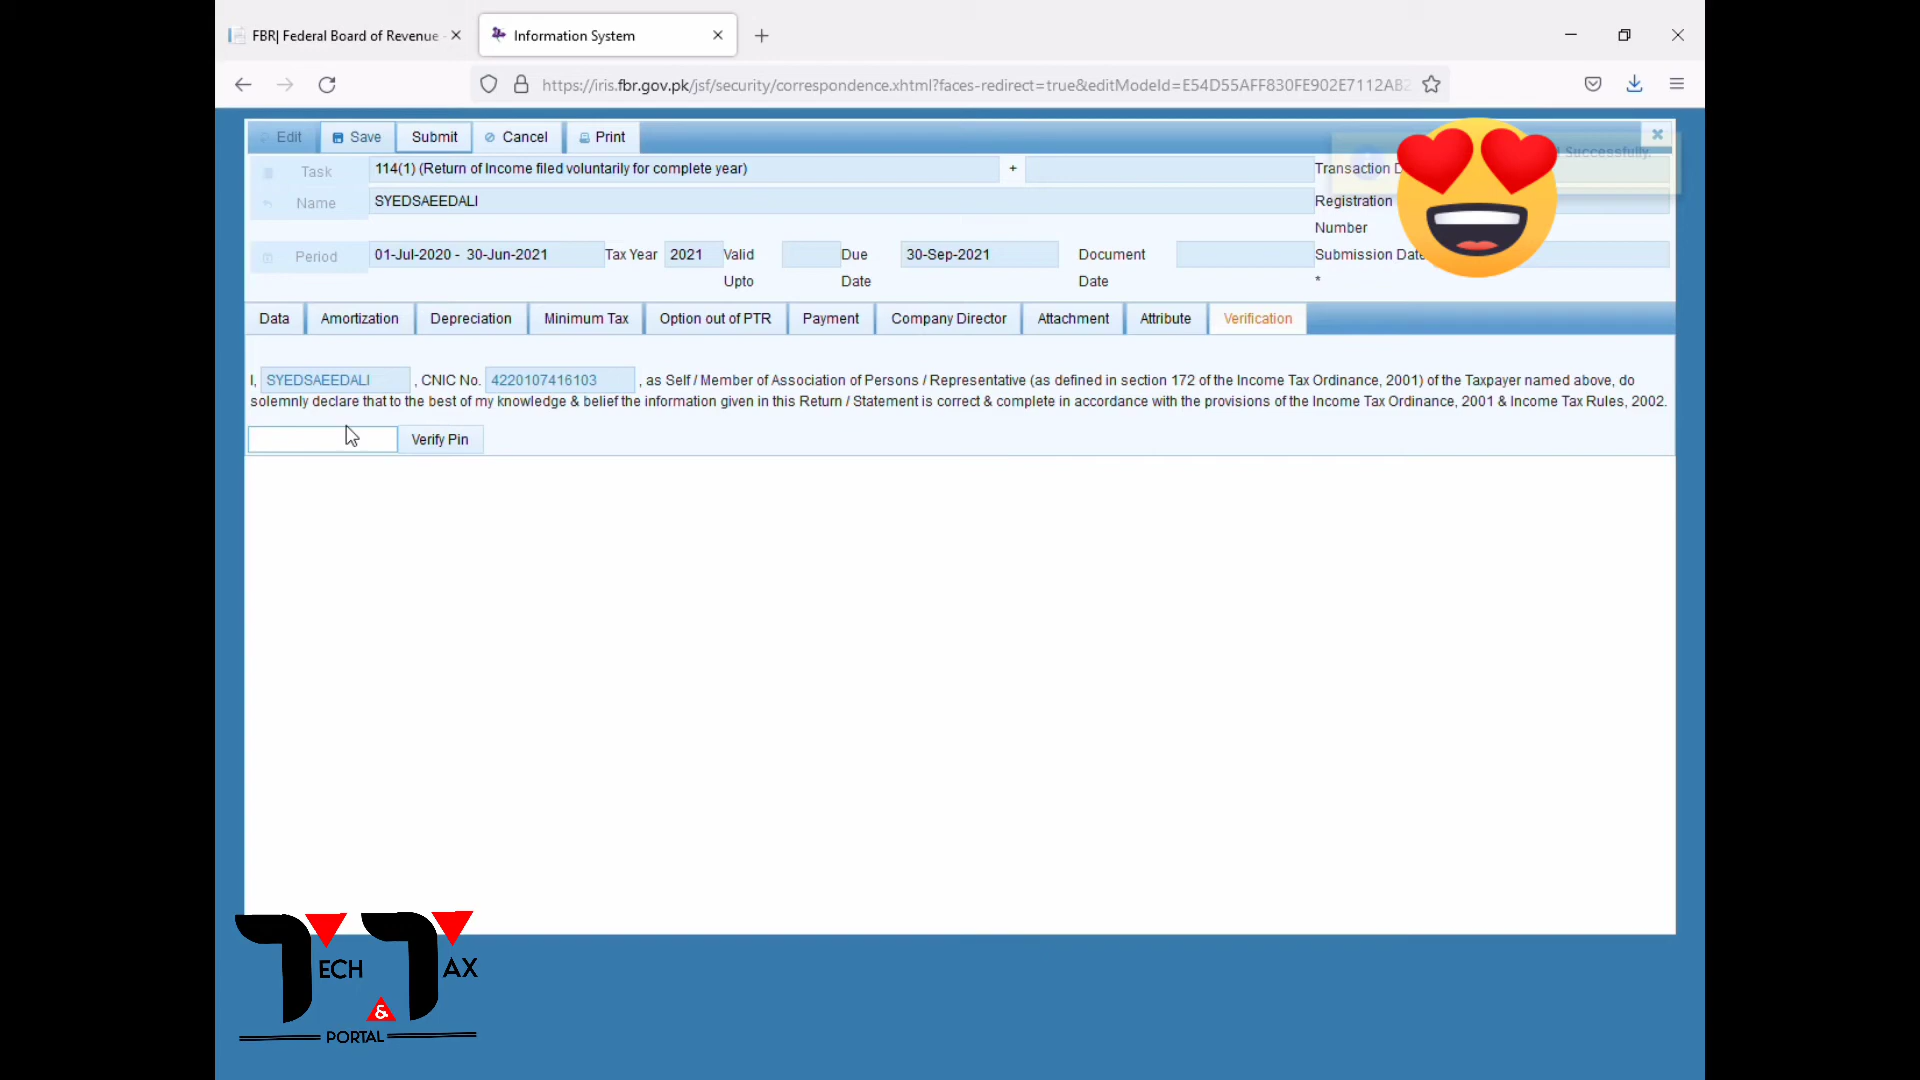 FBR| Federal Board of Revenue
Information System
https://iris.fbr.gov.pk/jsf/security/correspondence.xhtml?faces-redirect=true&editModeId=E54D55AFF830FE902E7112AB2
Edit Save Submit Cancel Print
Successfully.
Task 114(1) (Return of Income filed voluntarily for complete year) + Transaction D
Name SYEDSAEEDALI Registration
Number
Period 01-Jul-2020 - 30-Jun-2021 Tax Year 2021 Valid Due 30-Sep-2021 Document Submission Date
Upto Date Date *
Data Amortization Depreciation Minimum Tax Option out of PTR Payment Company Director Attachment Attribute Verification
I, SYEDSAEEDALI , CNIC No. 4220107416103 , as Self / Member of Association of Persons / Representative (as defined in section 172 of the Income Tax Ordinance, 2001) of the Taxpayer named above, do
solemnly declare that to the best of my knowledge & belief the information given in this Return / Statement is correct & complete in accordance with the provisions of the Income Tax Ordinance, 2001 & Income Tax Rules, 2002.
Verify Pin
TECH TAX
&
PORTAL